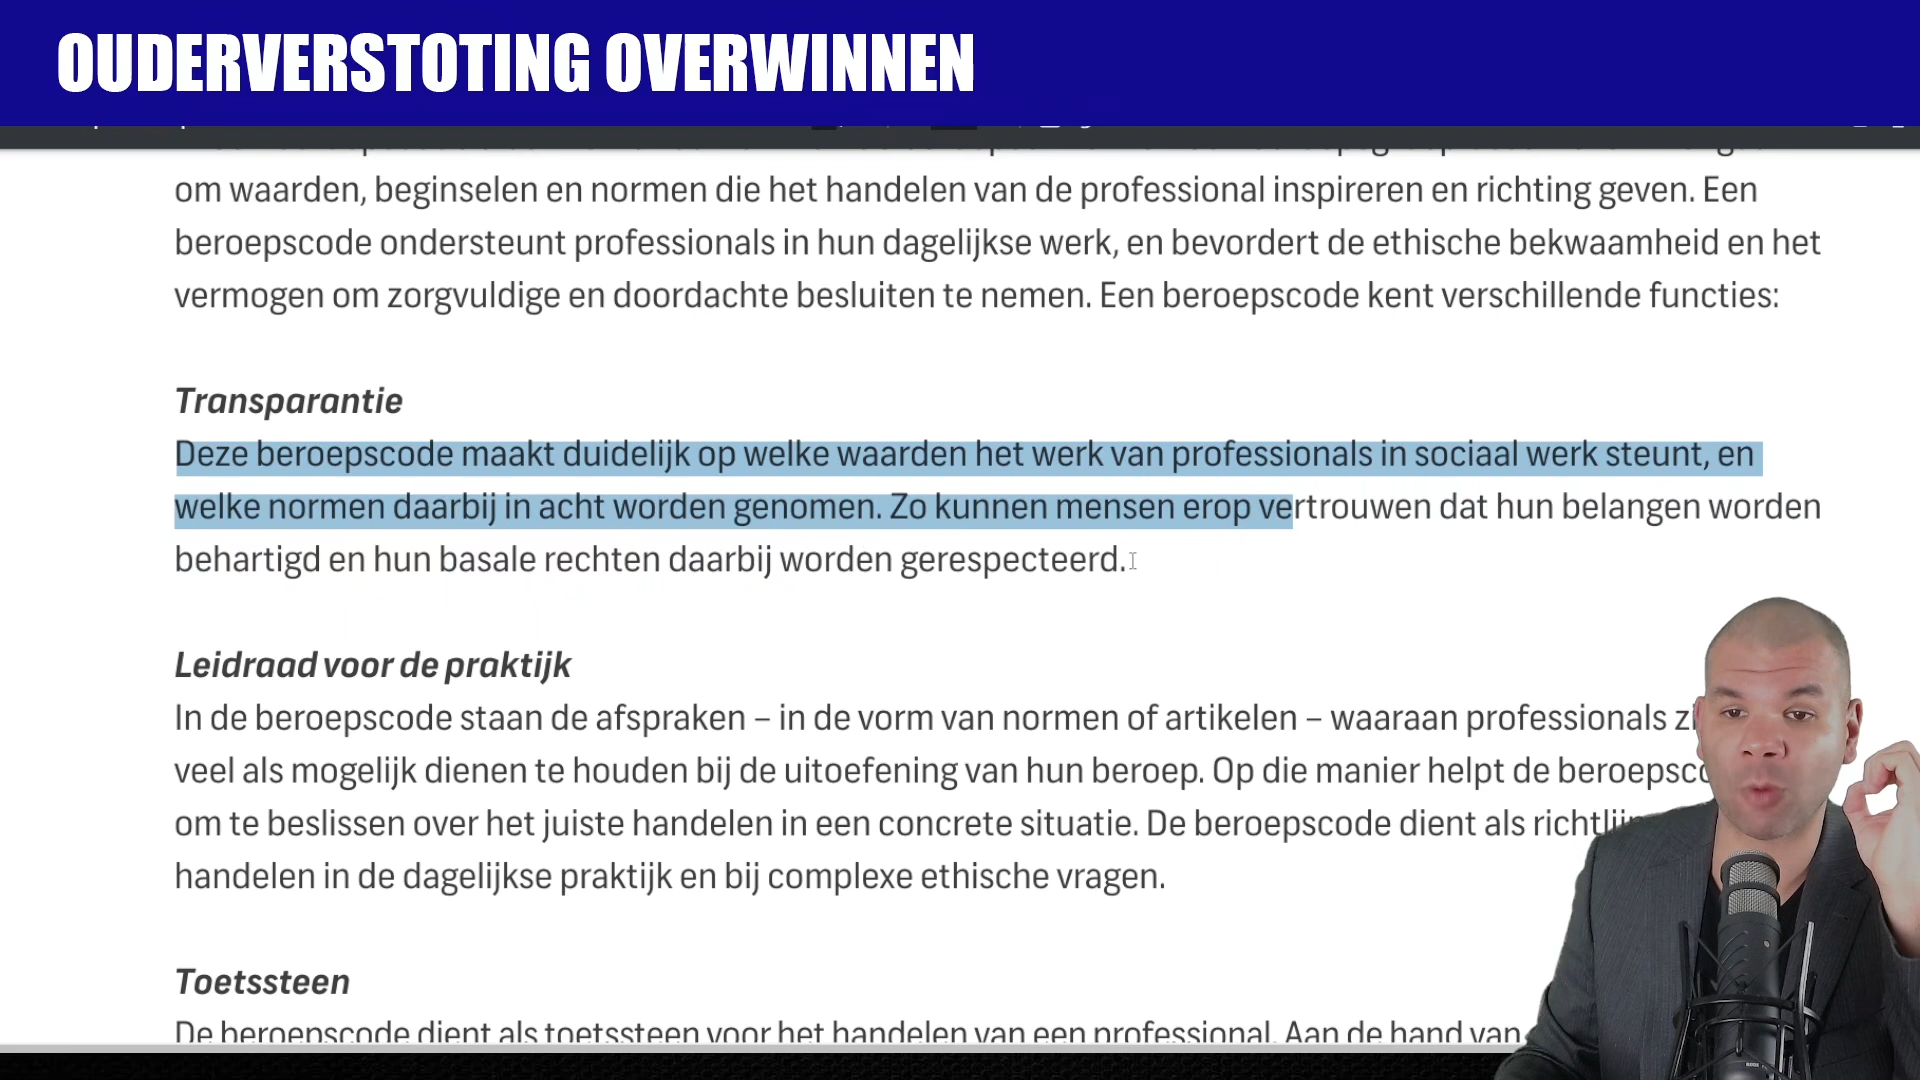 OUDERVERSTOTING OVERWINNEN
om waarden, beginselen en normen die het handelen van de professional inspireren en richting geven. Een
beroepscode ondersteunt professionals in hun dagelijkse werk, en bevordert de ethische bekwaamheid en het
vermogen om zorgvuldige en doordachte besluiten te nemen. Een beroepscode kent verschillende functies:
Transparantie
Deze beroepscode maakt duidelijk op welke waarden het werk van professionals in sociaal werk steunt, en
welke normen daarbij in acht worden genomen. Zo kunnen mensen erop vertrouwen dat hun belangen worden
behartigd en hun basale rechten daarbij worden gerespecteerd.
Leidraad voor de praktijk
In de beroepscode staan de afspraken – in de vorm van normen of artikelen – waaraan professionals
veel als mogelijk dienen te houden bij de uitoefening van hun beroep. Op die manier helpt de
om te beslissen over het juiste handelen in een concrete situatie. De beroepscode dient als
handelen in de dagelijkse praktijk en bij complexe ethische vragen.
Toetssteen
De beroepscode dient als toetssteen voor het handelen van een professional. Aan de hand van